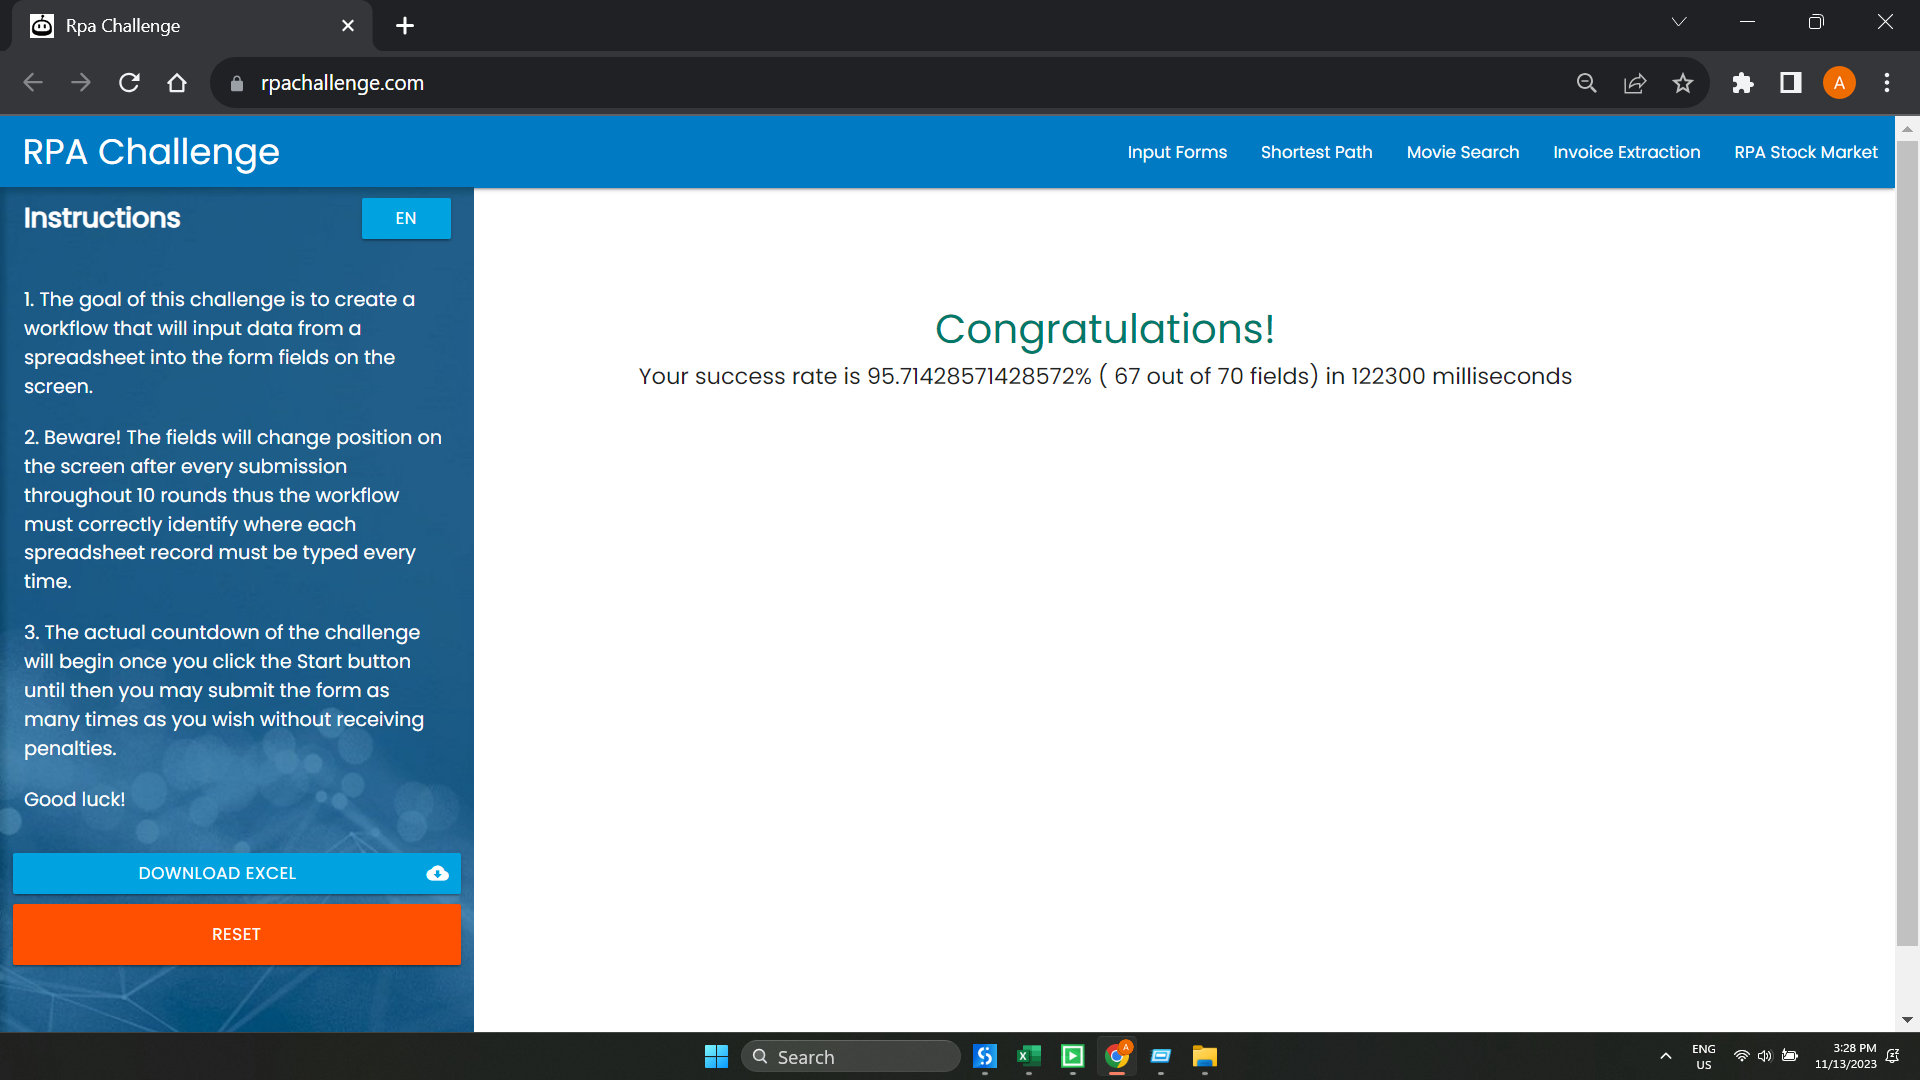 Rpa Challenge
rpachallenge.com
A
RPA Challenge
Input Forms
Shortest Path
Movie Search
Invoice Extraction
RPA Stock Market
Instructions
EN
1. The goal of this challenge is to create a
workflow that will input data from a
spreadsheet into the form fields on the
screen.
2. Beware! The fields will change position on
the screen after every submission
throughout 10 rounds thus the workflow
must correctly identify where each
spreadsheet record must be typed every
time.
3. The actual countdown of the challenge
will begin once you click the Start button
until then you may submit the form as
many times as you wish without receiving
penalties.
Good luck!
DOWNLOAD EXCEL
RESET
Congratulations!
Your success rate is 95.71428571428572% ( 67 out of 70 fields) in 122300 milliseconds
Search
A
ENG
US
3:28 PM
11/13/2023